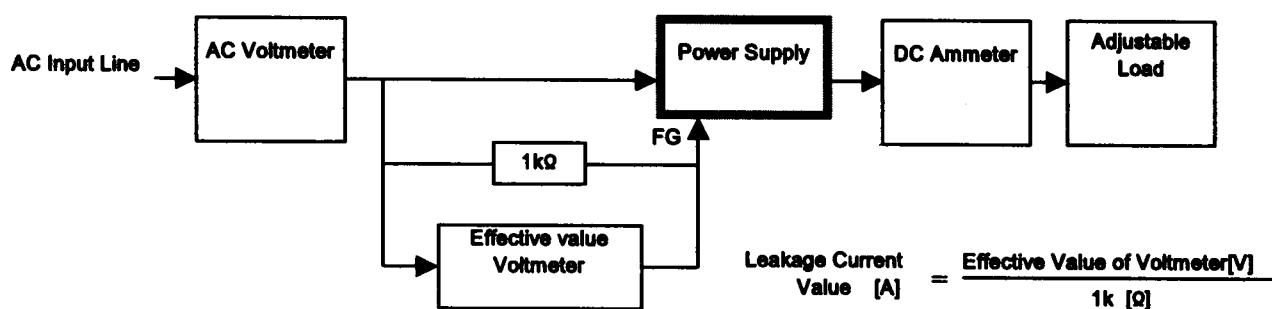 AC Input Line
AC Voltmeter
Power Supply
DC Ammeter
Adjustable
Load
FG
1kΩ
Effective value
Voltmeter
Leakage Current
Value [A]
=
Effective Value of Voltmeter[V]
1k [Ω]